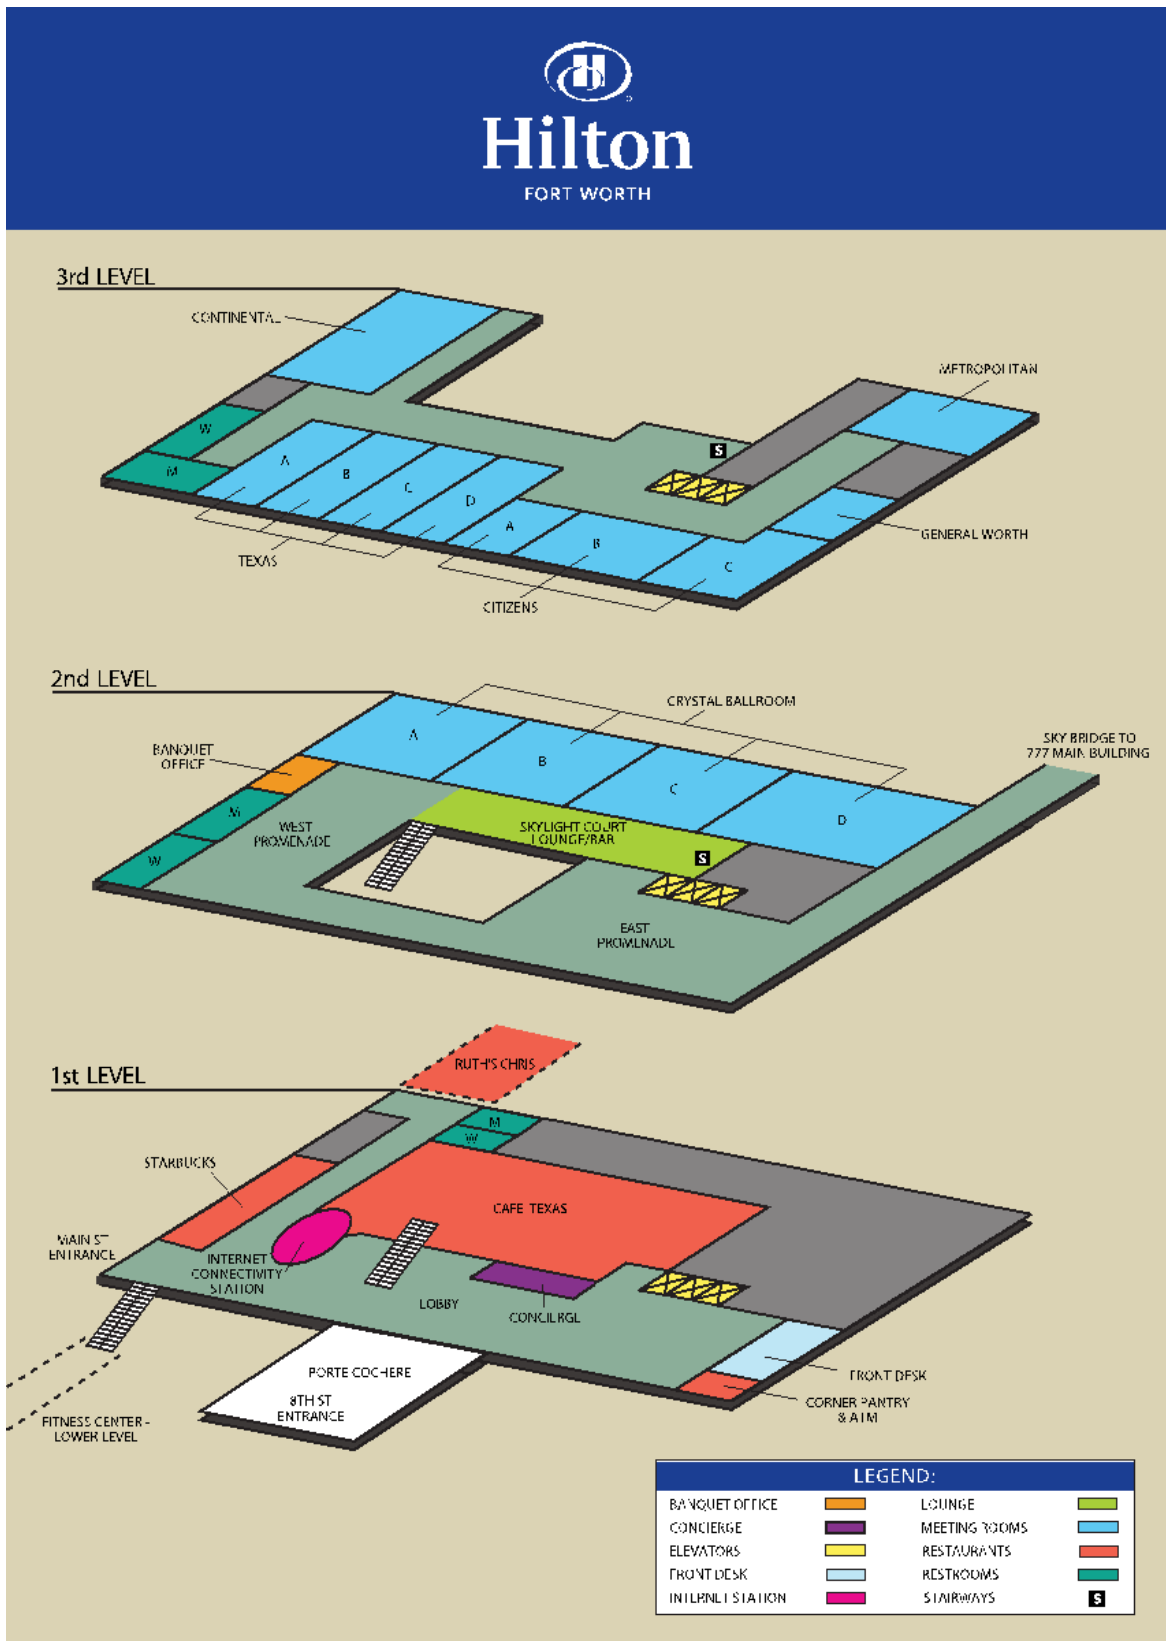 Hilton
FORT WORTH
3rd LEVEL
CONTINENTAL
METROPOLITAN
S
W
M
A
B
C
D
A
B
C
GENERAL WORTH
TEXAS
CITIZENS
2nd LEVEL
CRYSTAL BALLROOM
SKY BRIDGE TO
777 MAIN BUILDING
BANQUET
OFFICE
A
B
C
D
M
W
WEST
PROMENADE
SKYLIGHT COURT
LOUNGE/BAR
S
EAST
PROMENADE
1st LEVEL
RUTH'S CHRIS
M
W
STARBUCKS
CAFE TEXAS
MAIN ST
ENTRANCE
INTERNET
CONNECTIVITY
STATION
LOBBY
CONCIERGE
PORTE COCHERE
8TH ST
ENTRANCE
FRONT DESK
CORNER PANTRY
& ATM
FITNESS CENTER -
LOWER LEVEL
LEGEND:
BANQUET OFFICE
CONCIERGE
ELEVATORS
FRONT DESK
INTERNET STATION
LOUNGE
MEETING ROOMS
RESTAURANTS
RESTROOMS
STAIRWAYS S